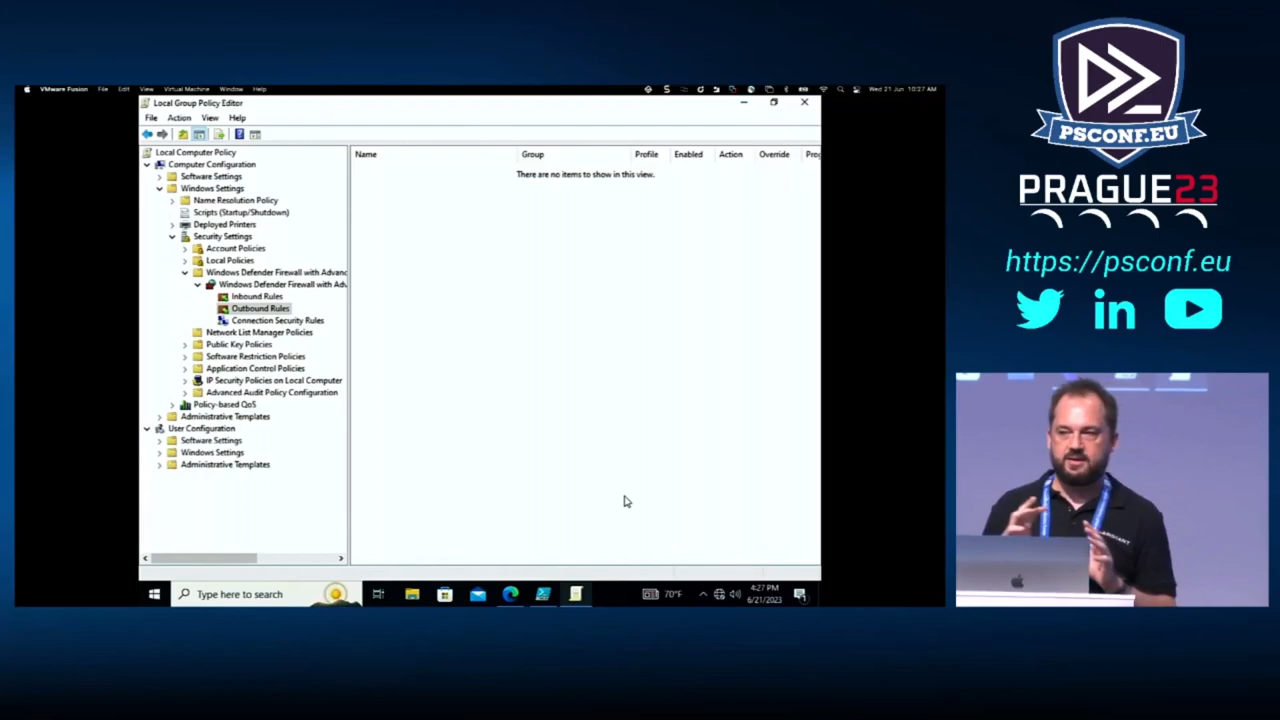 VMware Fusion File Edit View Virtual Machine Window Help
Wed 21 Jun 10:27 AM
Local Group Policy Editor
File Action View Help
Local Computer Policy
Computer Configuration
Software Settings
Windows Settings
Name Resolution Policy
Scripts (Startup/Shutdown)
Deployed Printers
Security Settings
Account Policies
Local Policies
Windows Defender Firewall with Advanc
Windows Defender Firewall with Adv
Inbound Rules
Outbound Rules
Connection Security Rules
Network List Manager Policies
Public Key Policies
Software Restriction Policies
Application Control Policies
IP Security Policies on Local Computer
Advanced Audit Policy Configuration
Policy-based QoS
Administrative Templates
User Configuration
Software Settings
Windows Settings
Administrative Templates
Name Group Profile Enabled Action Override Prog
There are no items to show in this view.
Type here to search
70°F
4:27 PM
6/21/2023
PSCONF.EU
PRAGUE23
https://psconf.eu
in